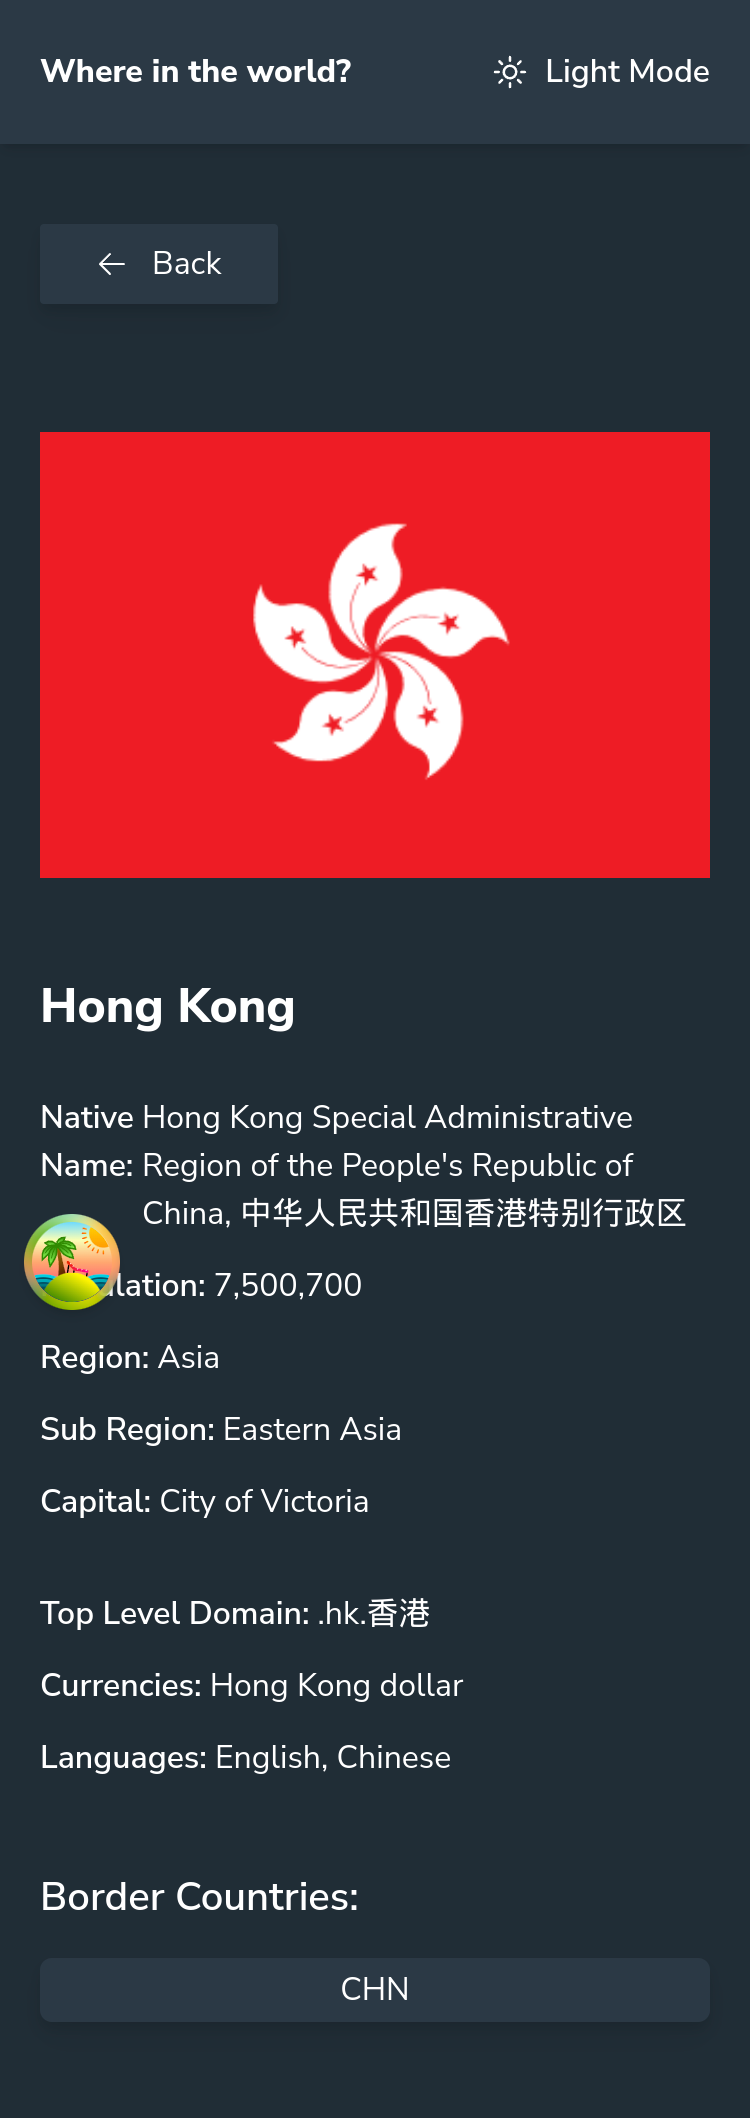 Where in the world?
Light Mode
Back
Hong Kong
Native Hong Kong Special Administrative
Name: Region of the People's Republic of
China, 中华人民共和国香港特别行政区
lation: 7,500,700
Region: Asia
Sub Region: Eastern Asia
Capital: City of Victoria
Top Level Domain: .hk.香港
Currencies: Hong Kong dollar
Languages: English, Chinese
Border Countries:
CHN